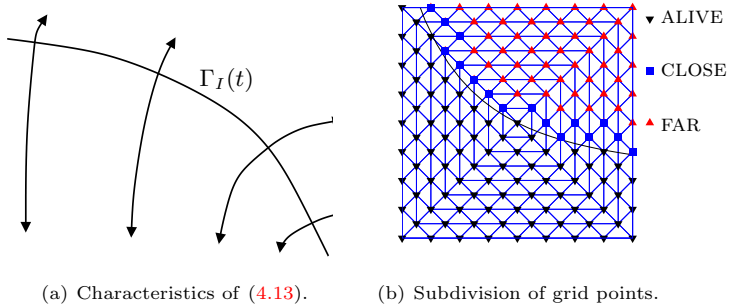 Γ_I(t)
ALIVE
CLOSE
FAR
(a) Characteristics of (4.13).
(b) Subdivision of grid points.